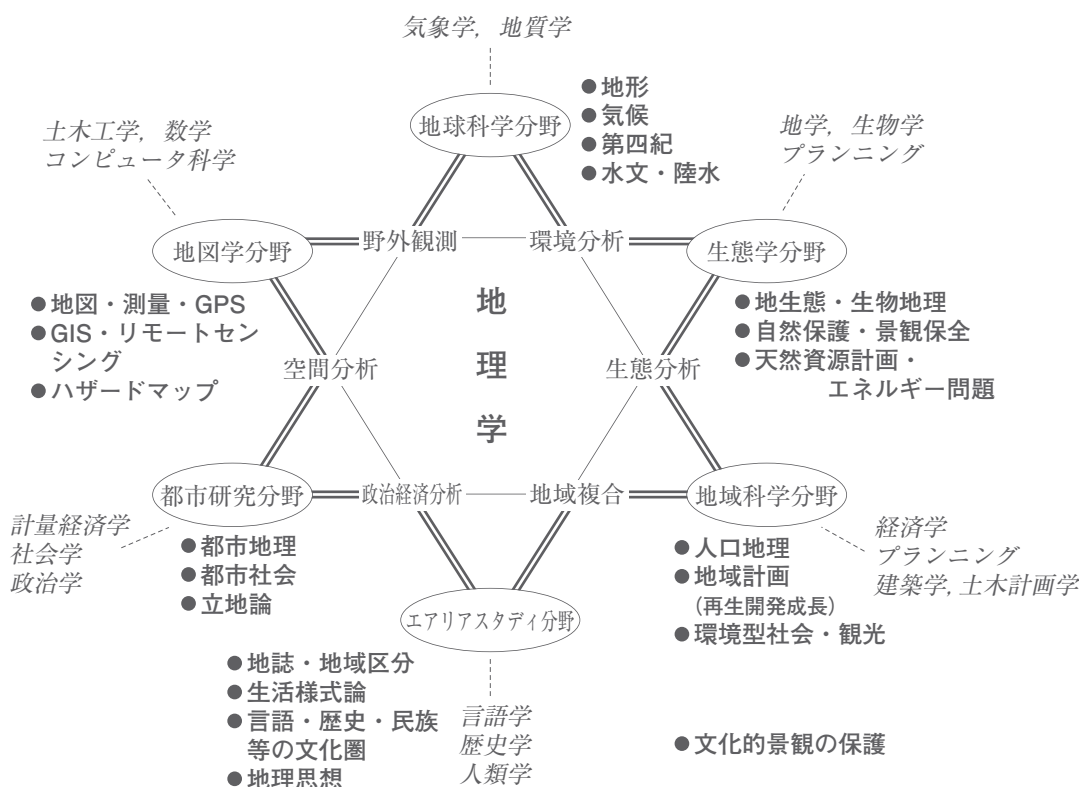 気象学, 地質学
地球科学分野
●地形
●気候
●第四紀
●水文・陸水
土木工学, 数学
コンピュータ科学
地学, 生物学
プランニング
地図学分野
野外観測
環境分析
生態学分野
●地図・測量・GPS
●GIS・リモートセン
シング
●ハザードマップ
地
理
学
●地生態・生物地理
●自然保護・景観保全
●天然資源計画・
エネルギー問題
空間分析
生態分析
都市研究分野
政治経済分析
地域複合
地域科学分野
計量経済学
社会学
政治学
●都市地理
●都市社会
●立地論
●人口地理
●地域計画
(再生開発成長)
●環境型社会・観光
経済学
プランニング
建築学, 土木計画学
エアリアスタディ分野
●地誌・地域区分
●生活様式論
●言語・歴史・民族
等の文化圏
●地理思想
言語学
歴史学
人類学
●文化的景観の保護